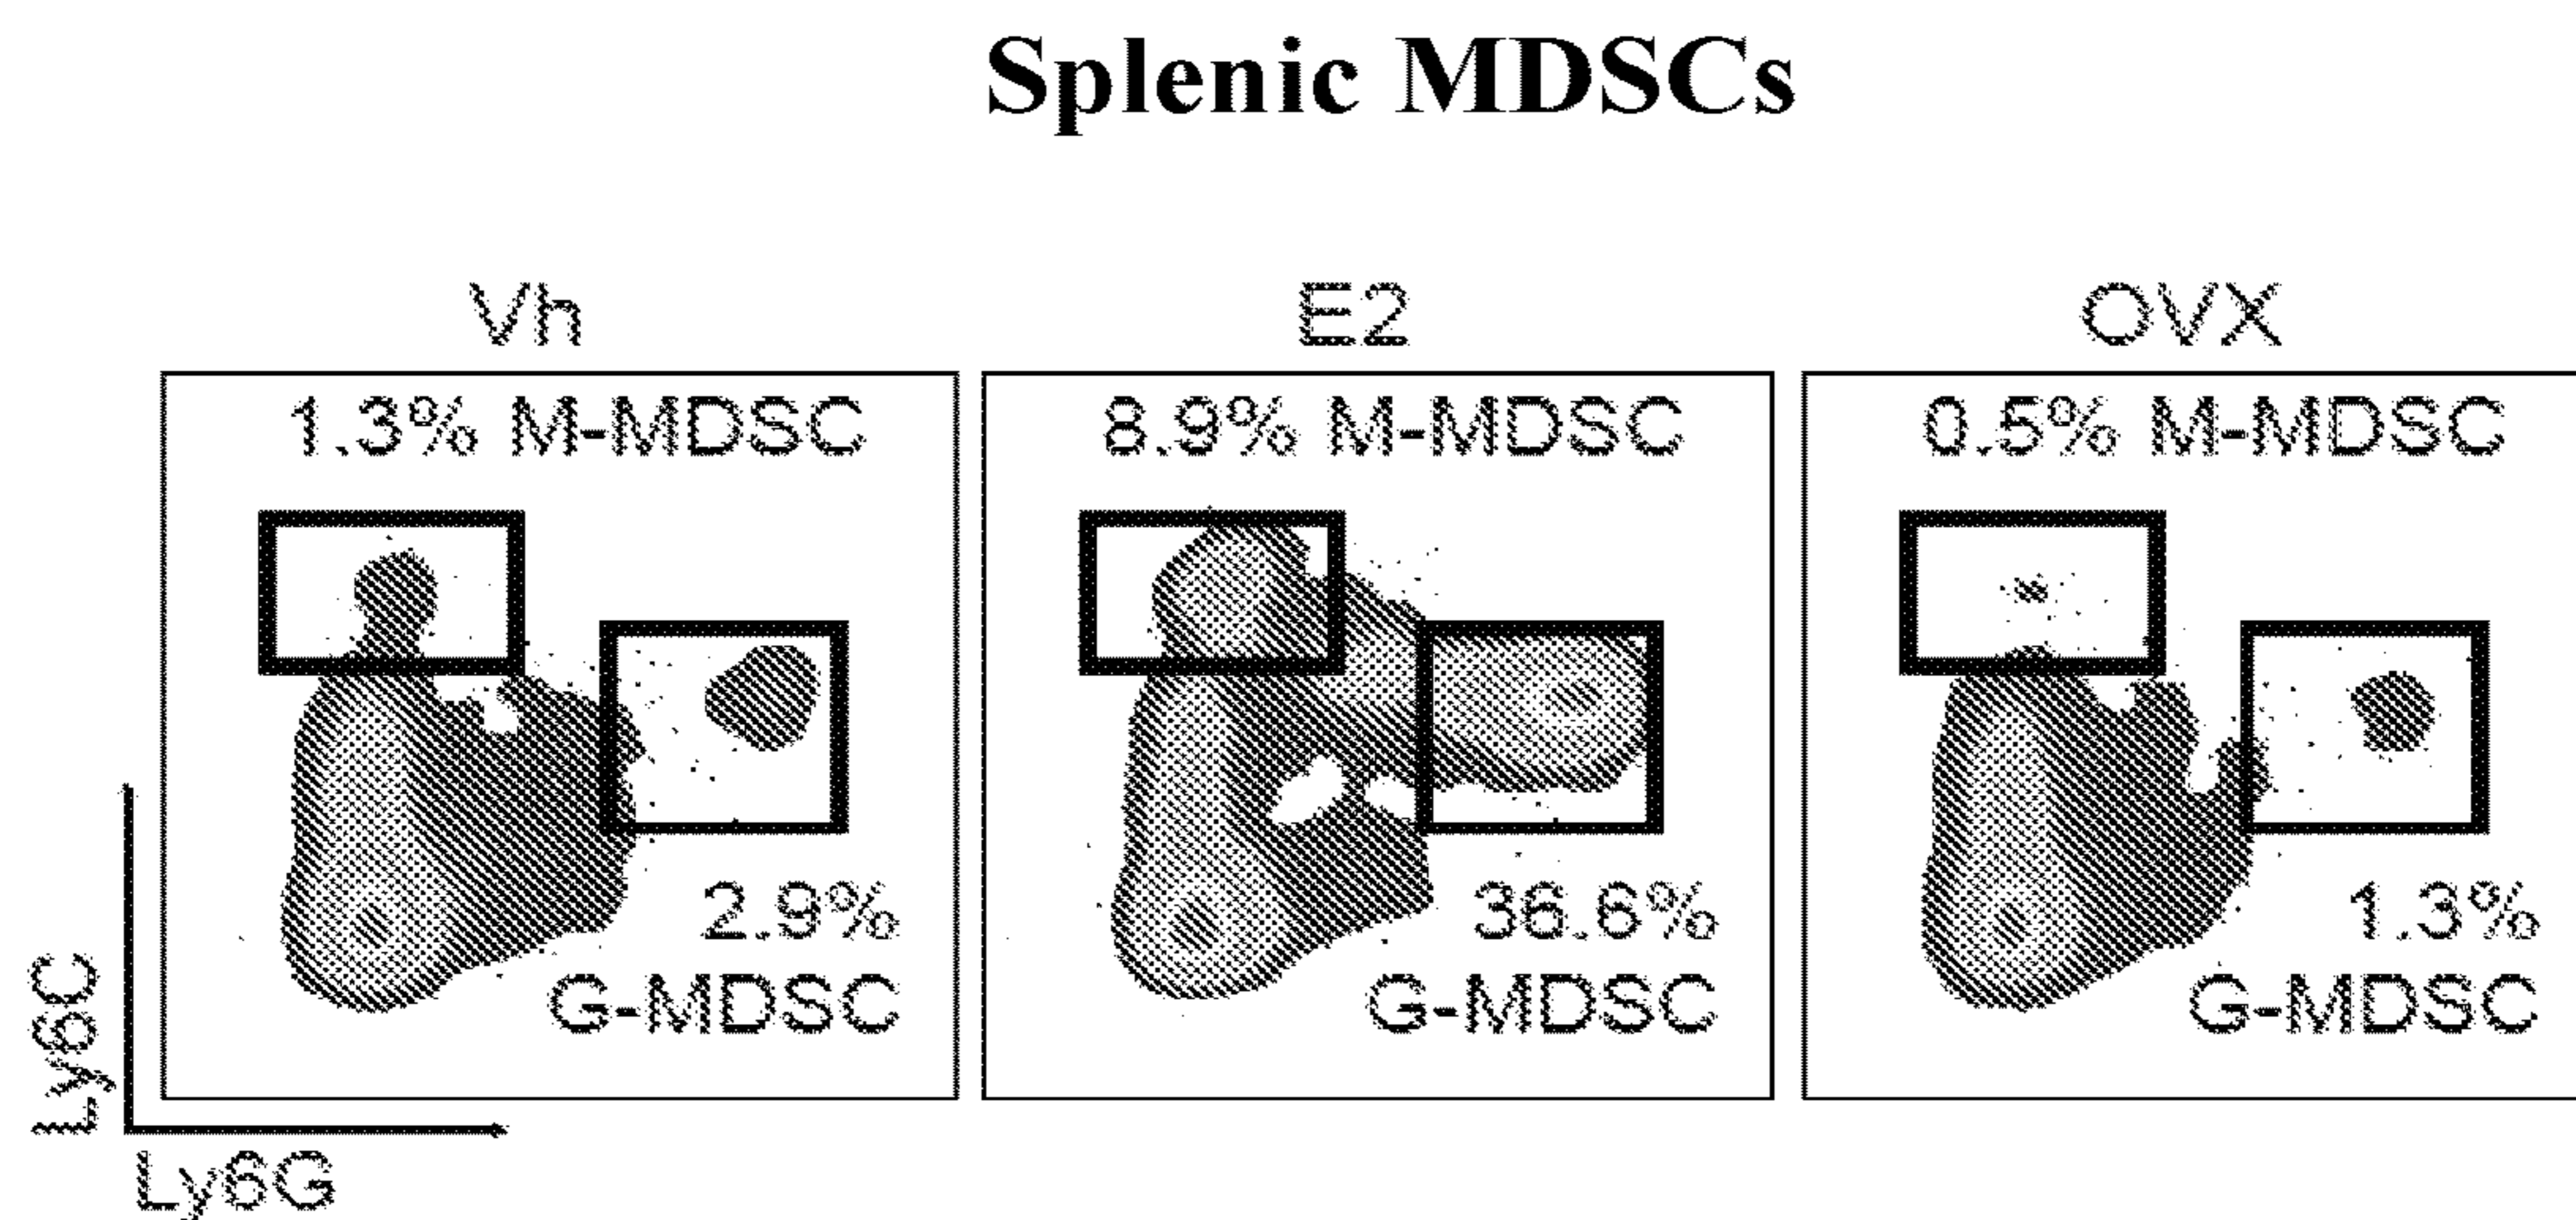 Splenic MDSCs
Vh
1.3% M-MDSC
2.9%
G-MDSC
E2
8.9% M-MDSC
36.6%
G-MDSC
OVX
0.5% M-MDSC
1.3%
G-MDSC
Ly6C
Ly6G